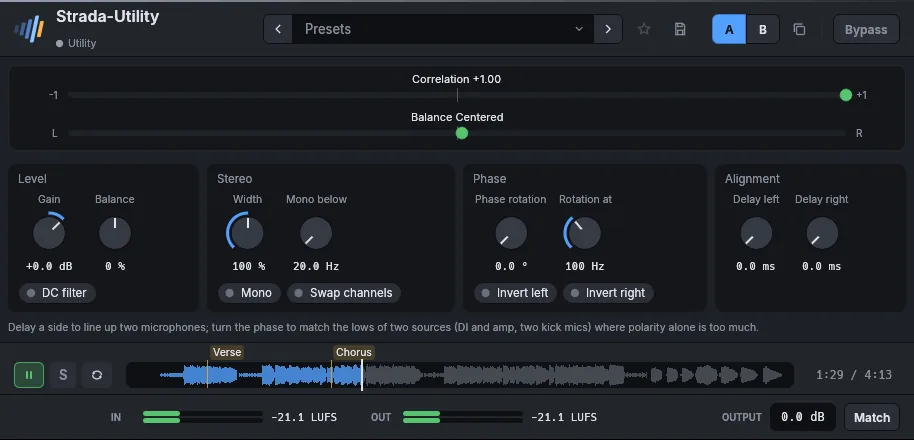 Strada-Utility
Utility
Presets
A B
Bypass
Correlation +1.00
-1 +1
Balance Centered
L R
Level
Gain Balance
+0.0 dB 0 %
DC filter
Stereo
Width Mono below
100 % 20.0 Hz
Mono Swap channels
Phase
Phase rotation Rotation at
0.0 ° 100 Hz
Invert left Invert right
Alignment
Delay left Delay right
0.0 ms 0.0 ms
Delay a side to line up two microphones; turn the phase to match the lows of two sources (DI and amp, two kick mics) where polarity alone is too much.
Verse Chorus
S
1:29 / 4:13
IN -21.1 LUFS OUT -21.1 LUFS OUTPUT 0.0 dB Match